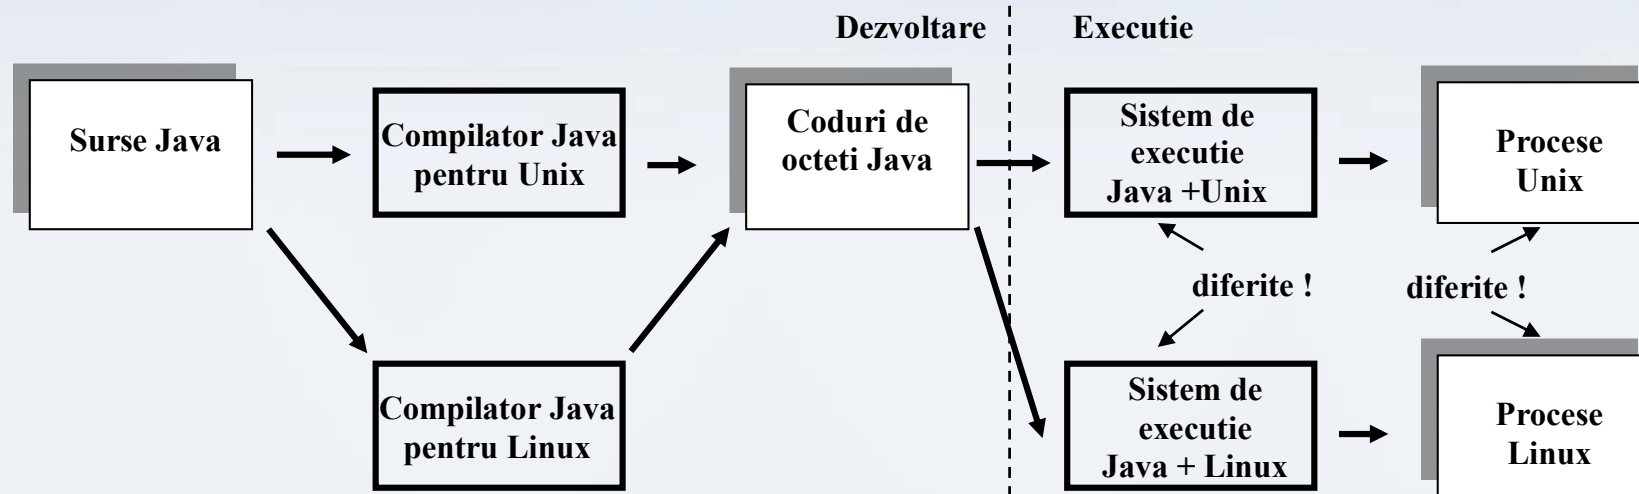 Dezvoltare
Executie
Surse Java
Compilator Java
pentru Unix
Coduri de
octeti Java
Sistem de
executie
Java +Unix
Procese
Unix
diferite !
diferite !
Compilator Java
pentru Linux
Sistem de
executie
Java + Linux
Procese
Linux